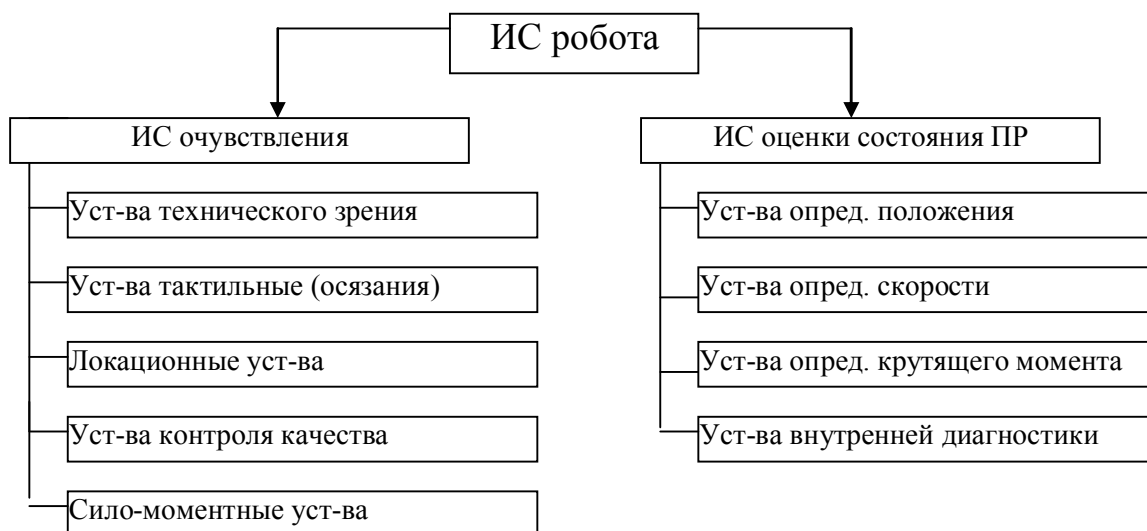 ИС робота
ИС очувствления
Уст-ва технического зрения
Уст-ва тактильные (осязания)
Локационные уст-ва
Уст-ва контроля качества
Сило-моментные уст-ва
ИС оценки состояния ПР
Уст-ва опред. положения
Уст-ва опред. скорости
Уст-ва опред. крутящего момента
Уст-ва внутренней диагностики